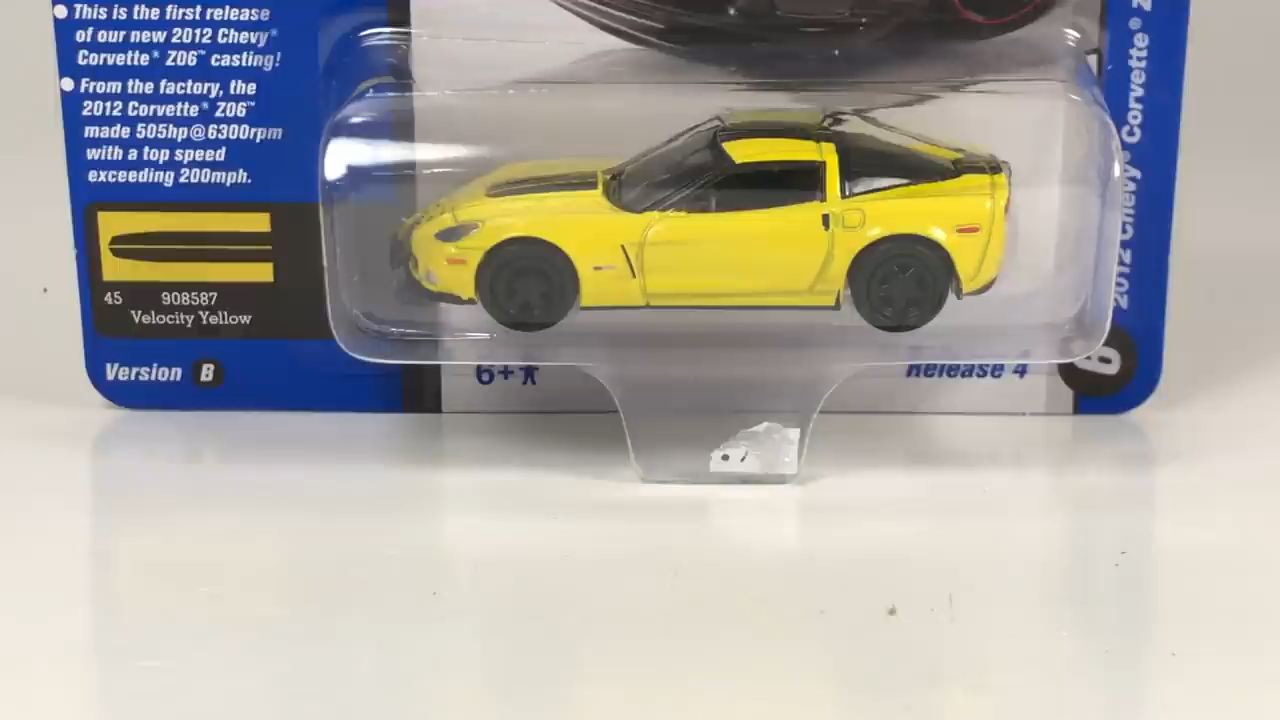 This is the first release
of our new 2012 Chevy®
Corvette® Z06™ casting!
From the factory, the
2012 Corvette® Z06™
made 505hp@6300rpm
with a top speed
exceeding 200mph.
45 908587
Velocity Yellow
Version B
6+
Release 4
6
2012 Chevy® Corvette®